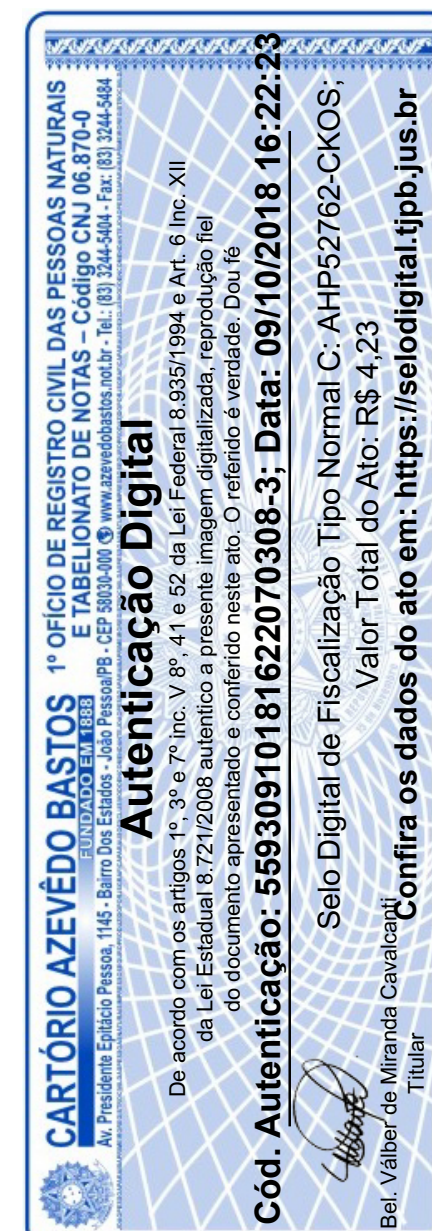 CARTÓRIO AZEVÊDO BASTOS
FUNDADO EM 1888
1º OFÍCIO DE REGISTRO CIVIL DAS PESSOAS NATURAIS
E TABELIONATO DE NOTAS – Código CNJ 06.870-0
Av. Presidente Epitácio Pessoa, 1145 - Bairro Dos Estados - João Pessoa/PB - CEP 58030-000 www.azevedobastos.not.br - Tel.: (83) 3244-5404 - Fax: (83) 3244-5484
Autenticação Digital
De acordo com os artigos 1º, 3º e 7º inc. V 8º, 41 e 52 da Lei Federal 8.935/1994 e Art. 6 Inc. XII
da Lei Estadual 8.721/2008 autentico a presente imagem digitalizada, reprodução fiel
do documento apresentado e conferido neste ato. O referido é verdade. Dou fé
Cód. Autenticação: 55930910181622070308-3; Data: 09/10/2018 16:22:23
Selo Digital de Fiscalização Tipo Normal C: AHP52762-CKOS;
Valor Total do Ato: R$ 4,23
Bel. Válber de Miranda Cavalcanti
Titular
Confira os dados do ato em: https://selodigital.tjpb.jus.br